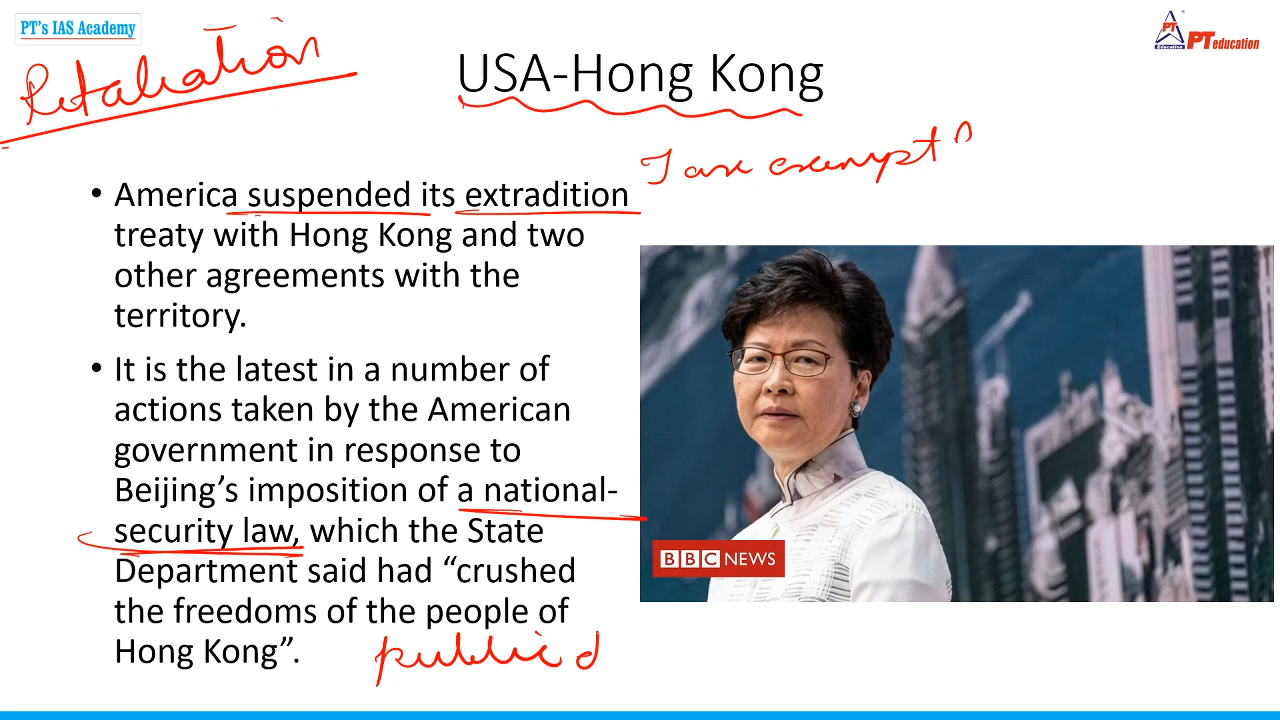 PT's IAS Academy
PT
Education
PT education
Retaliation
USA-Hong Kong
Tax exempt n
• America suspended its extradition
treaty with Hong Kong and two
other agreements with the
territory.
• It is the latest in a number of
actions taken by the American
government in response to
Beijing’s imposition of a national-
security law, which the State
Department said had “crushed
the freedoms of the people of
Hong Kong”.
BBC NEWS
public d